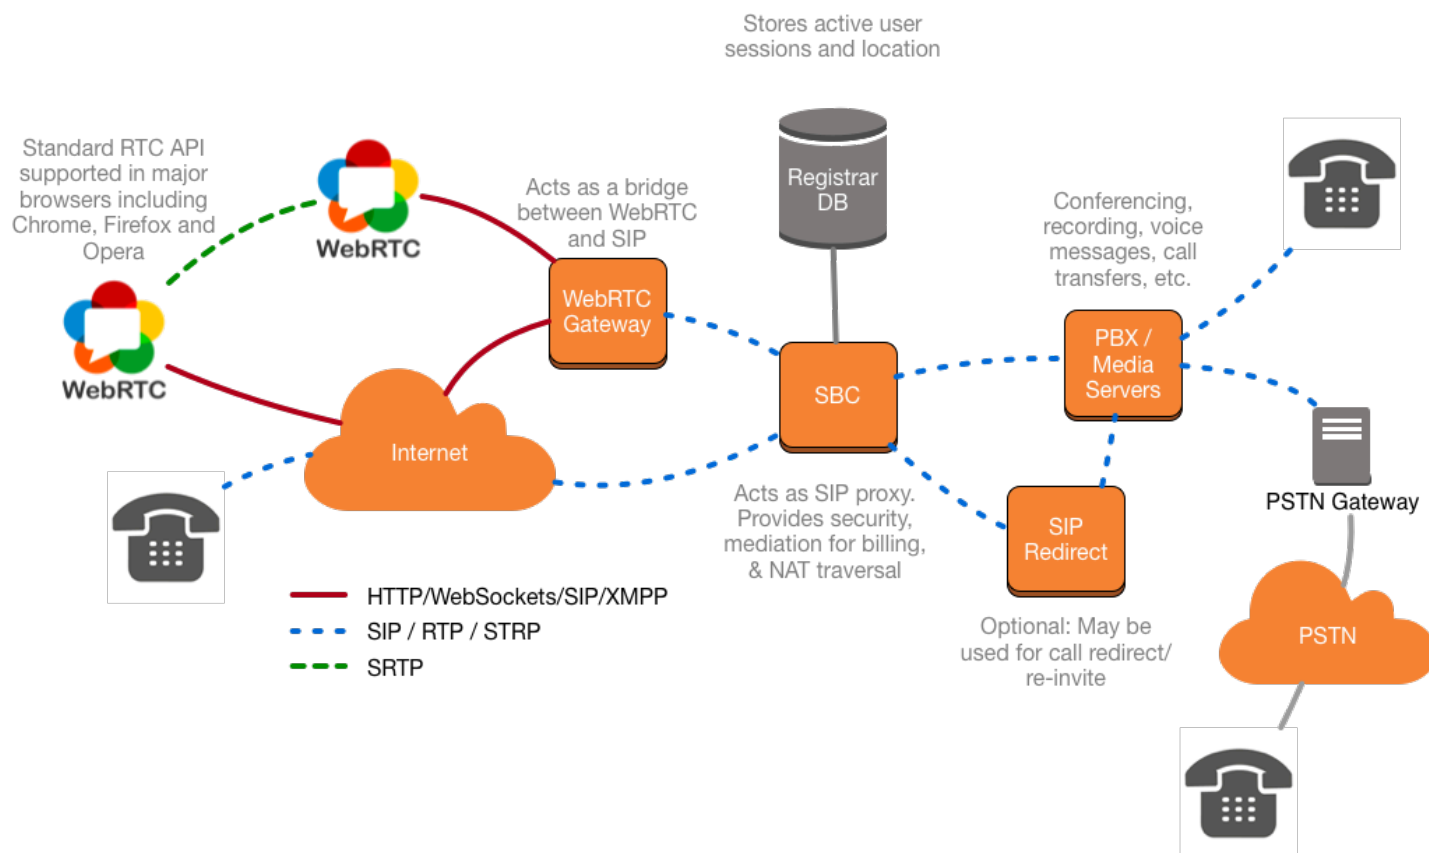 Stores active user
sessions and location
Standard RTC API
supported in major
browsers including
Chrome, Firefox and
Opera
WebRTC
WebRTC
Acts as a bridge
between WebRTC
and SIP
WebRTC
Gateway
Registrar
DB
Conferencing,
recording, voice
messages, call
transfers, etc.
PBX /
Media
Servers
SBC
Internet
Acts as SIP proxy.
Provides security,
mediation for billing,
& NAT traversal
SIP
Redirect
Optional: May be
used for call redirect/
re-invite
PSTN Gateway
PSTN
HTTP/WebSockets/SIP/XMPP
SIP / RTP / STRP
SRTP